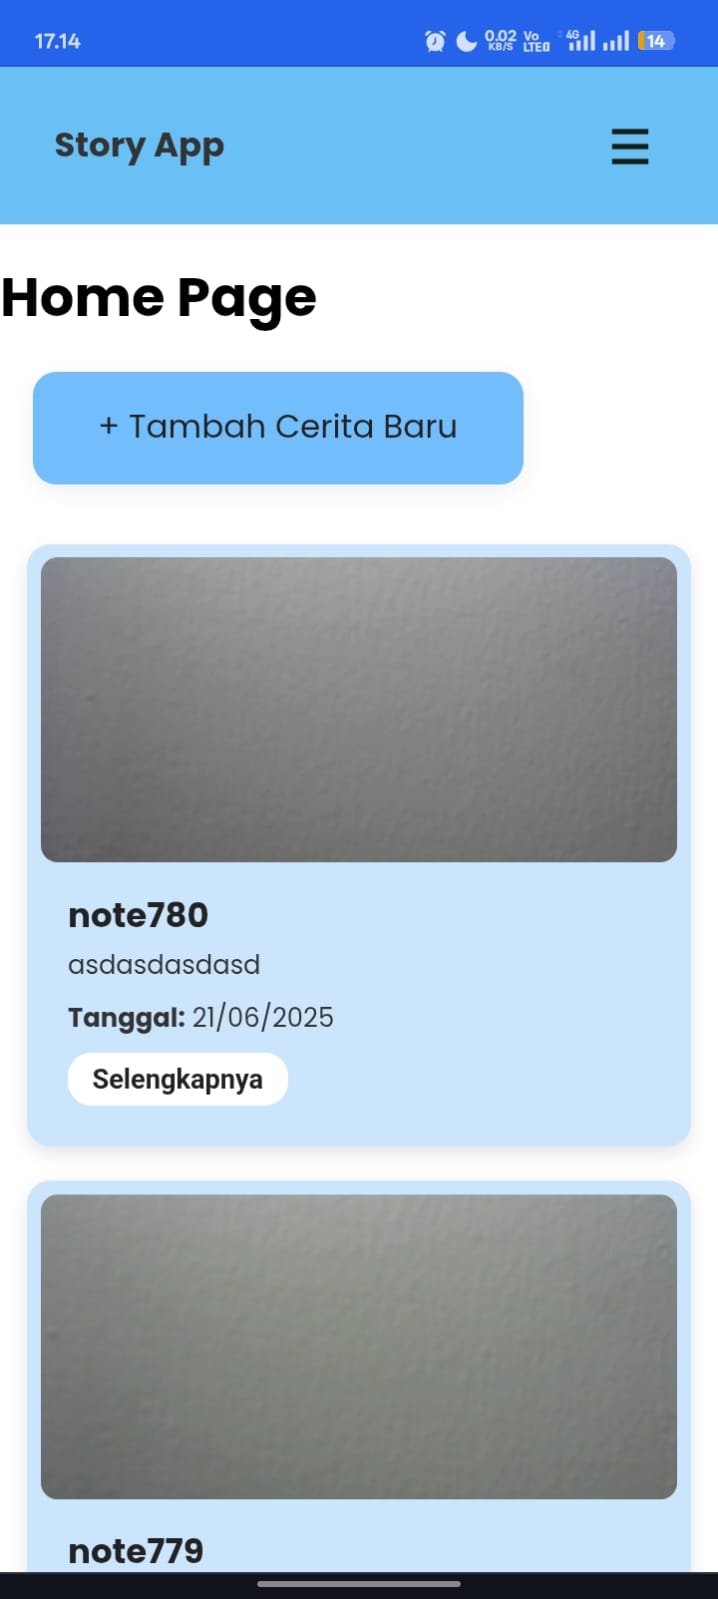 17.14
0.02 KB/S Vo LTE 4G 14
Story App
Home Page
+ Tambah Cerita Baru
note780
asdasdasdasd
Tanggal: 21/06/2025
Selengkapnya
note779